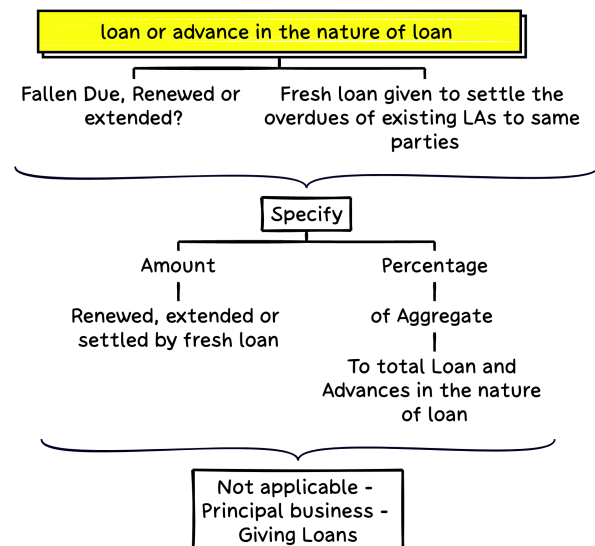 loan or advance in the nature of loan
Fallen Due, Renewed or
extended?
Fresh loan given to settle the
overdues of existing LAs to same
parties
Specify
Amount
Renewed, extended or
settled by fresh loan
Percentage
of Aggregate
To total Loan and
Advances in the nature
of loan
Not applicable -
Principal business -
Giving Loans